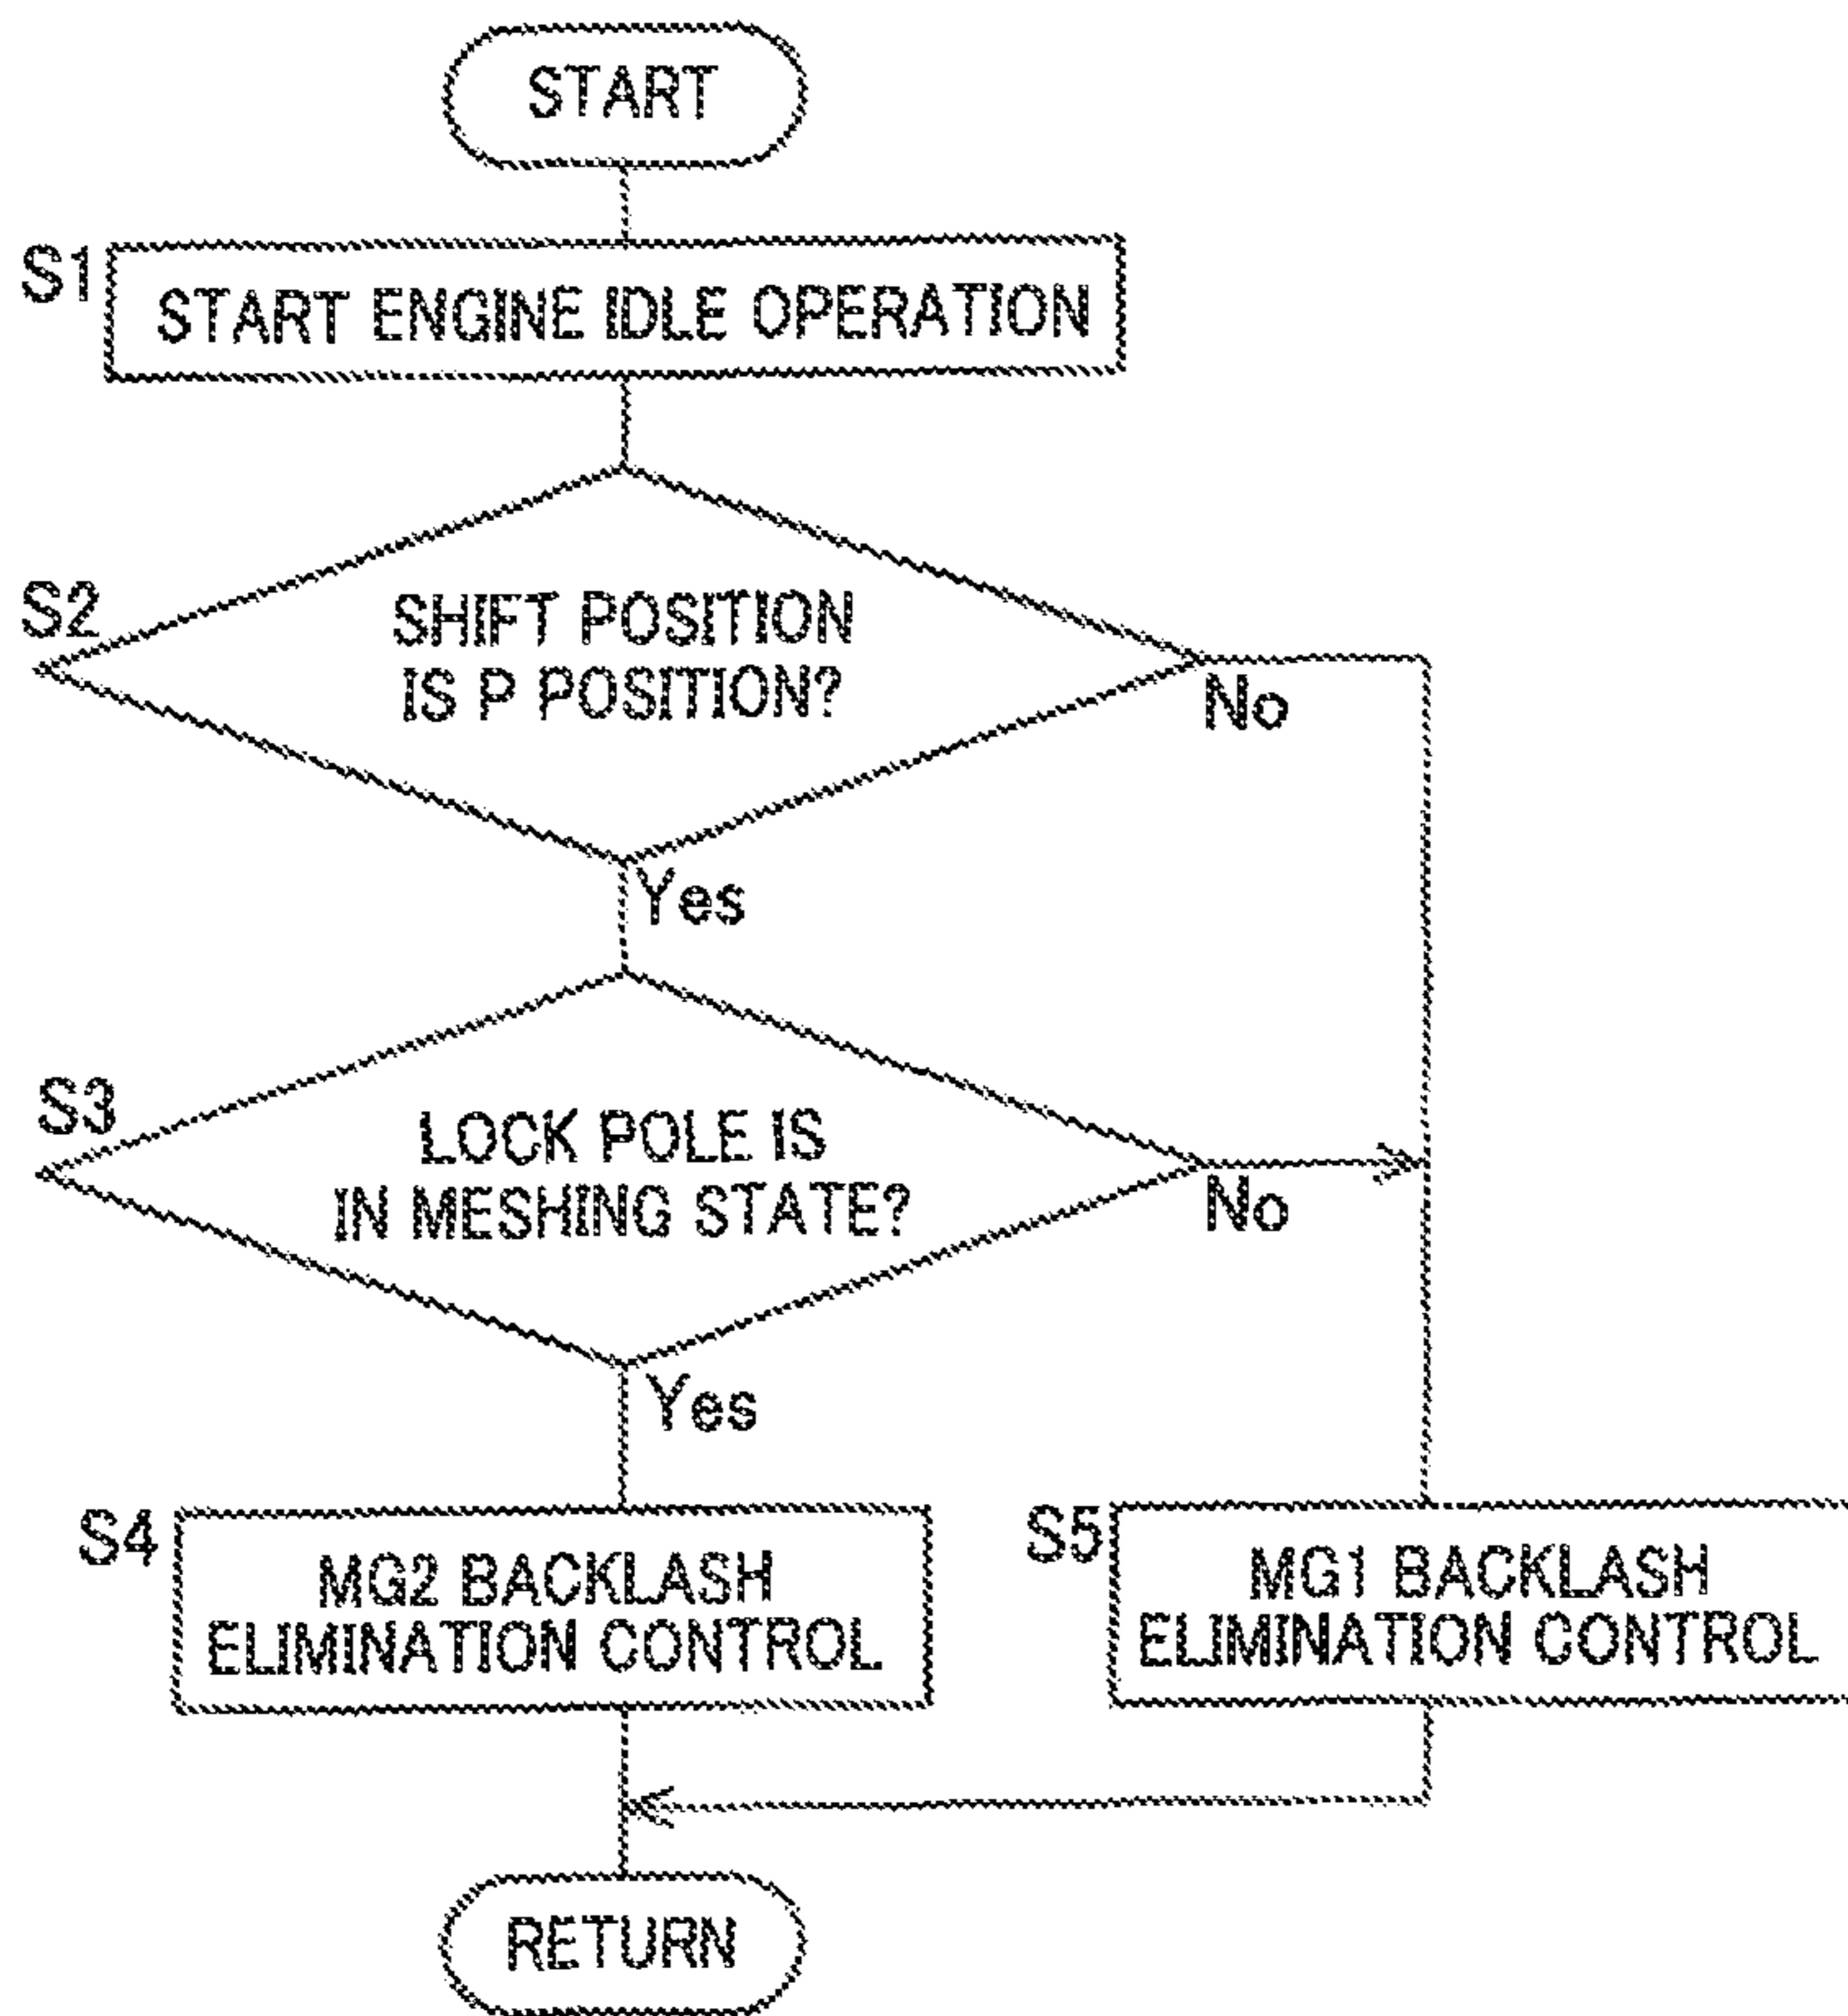 START
S1
START ENGINE IDLE OPERATION
S2
SHIFT POSITION
IS P POSITION?
No
Yes
S3
LOCK POLE IS
IN MESHING STATE?
No
Yes
S4
MG2 BACKLASH
ELIMINATION CONTROL
S5
MG1 BACKLASH
ELIMINATION CONTROL
RETURN